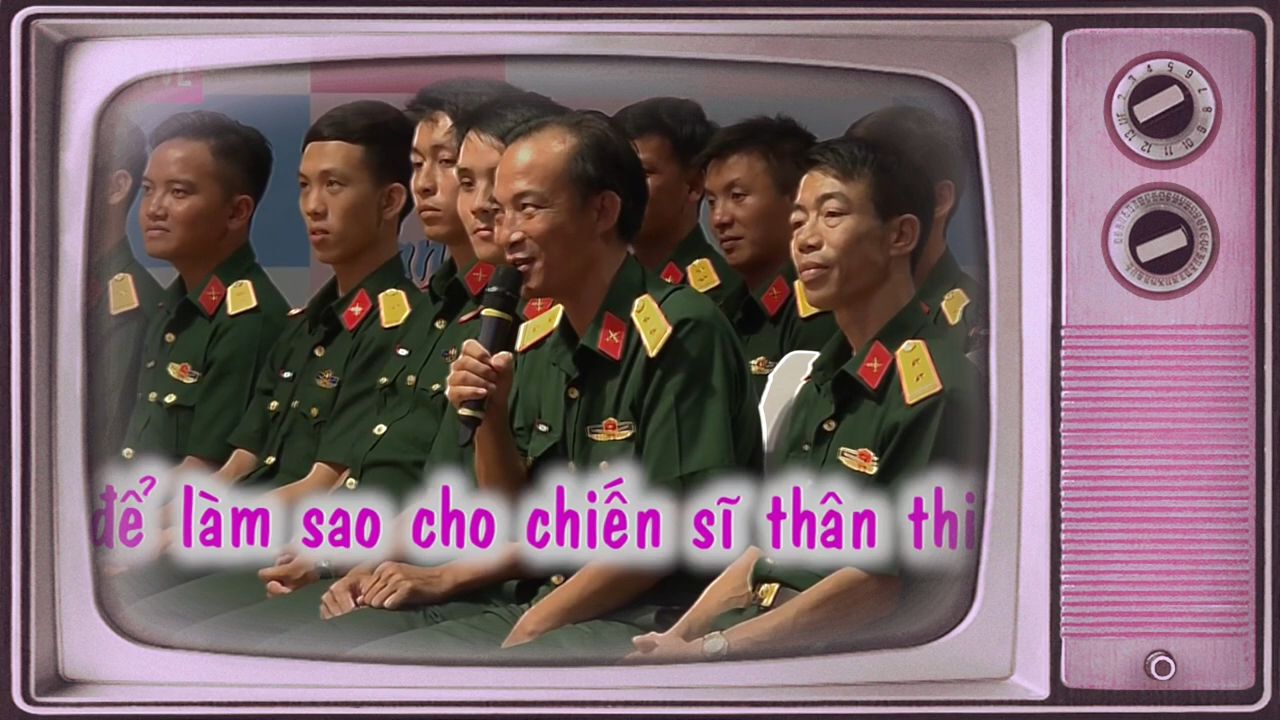 để làm sao cho chiến sĩ thân thi